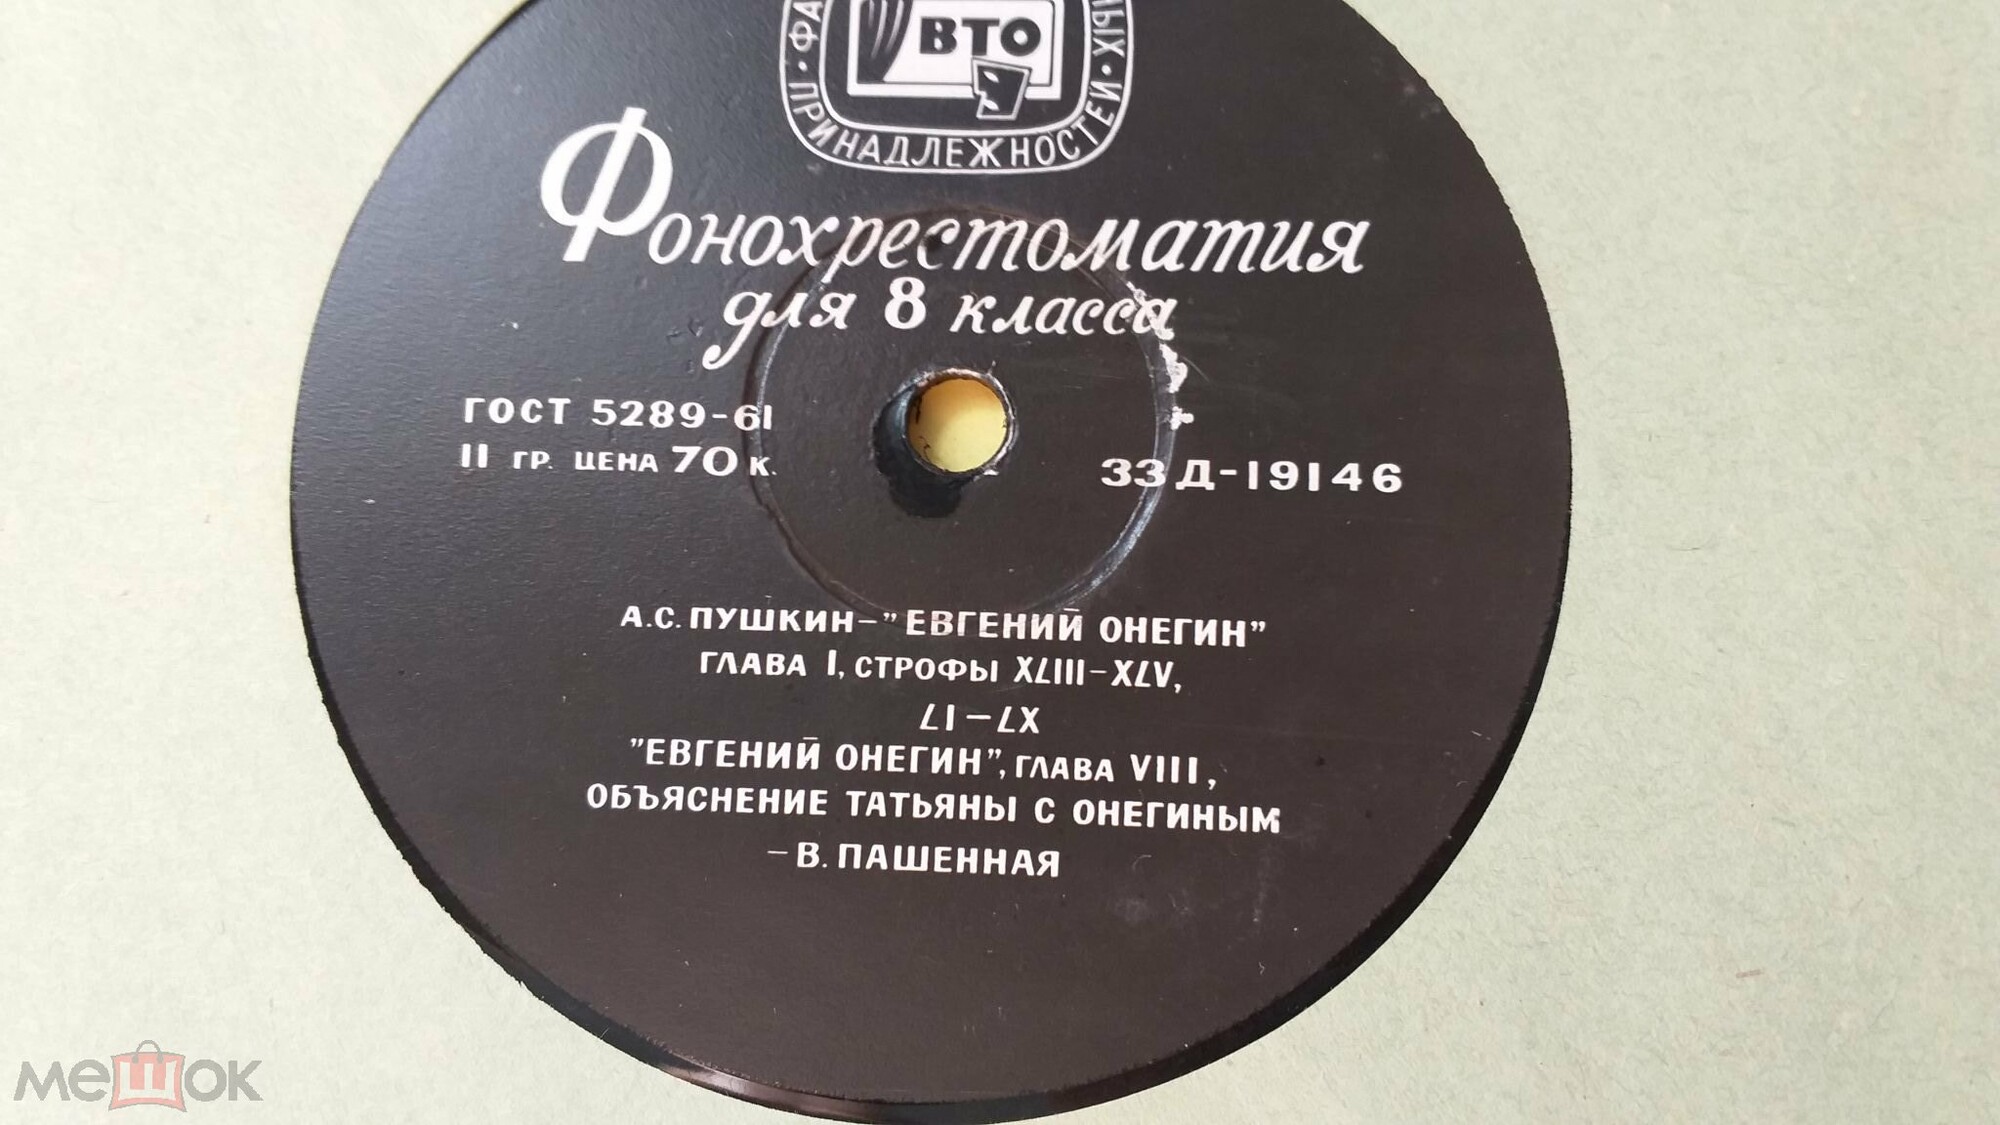 ВТО
ПРИНАДЛЕЖНОСТЕЙ
Фонохрестоматия
для 8 класса
ГОСТ 5289-61
II ГР. ЦЕНА 70 К.
33Д-19146
А.С. ПУШКИН-"ЕВГЕНИЙ ОНЕГИН"
ГЛАВА I, СТРОФЫ XLIII-XLV,
LI-LX
"ЕВГЕНИЙ ОНЕГИН", ГЛАВА VIII,
ОБЪЯСНЕНИЕ ТАТЬЯНЫ С ОНЕГИНЫМ
-В. ПАШЕННАЯ
мешок